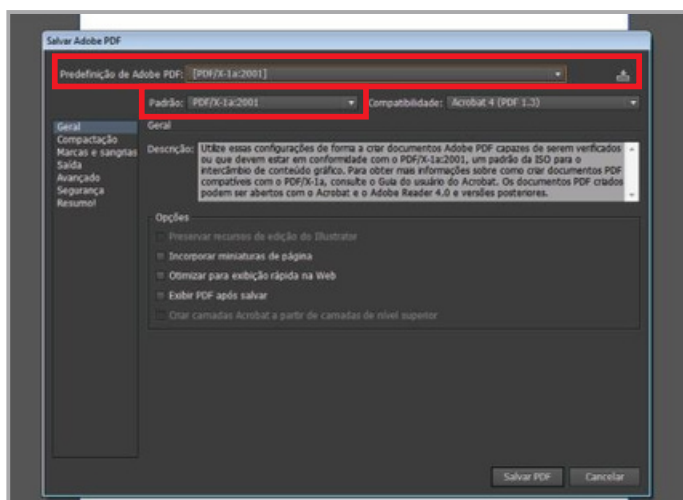 Salvar Adobe PDF
Predefinição de Adobe PDF: [PDF/X-1a:2001]
Padrão: PDF/X-1a:2001 Compatibilidade: Acrobat 4 (PDF 1.3)
Geral
Compactação
Marcas e sangrias
Saída
Avançado
Segurança
Resumo!
Geral
Descrição: Utilize essas configurações de forma a criar documentos Adobe PDF capazes de serem verificados
ou que devem estar em conformidade com o PDF/X-1a:2001, um padrão da ISO para o
intercâmbio de conteúdo gráfico. Para obter mais informações sobre como criar documentos PDF
compatíveis com o PDF/X-1a, consulte o Guia do usuário do Acrobat. Os documentos PDF criados
podem ser abertos com o Acrobat e o Adobe Reader 4.0 e versões posteriores.
Opções
Preservar recursos de edição do Illustrator
Incorporar miniaturas de página
Otimizar para exibição rápida na Web
Exibir PDF após salvar
Criar camadas Acrobat a partir de camadas de nível superior
Salvar PDF Cancelar